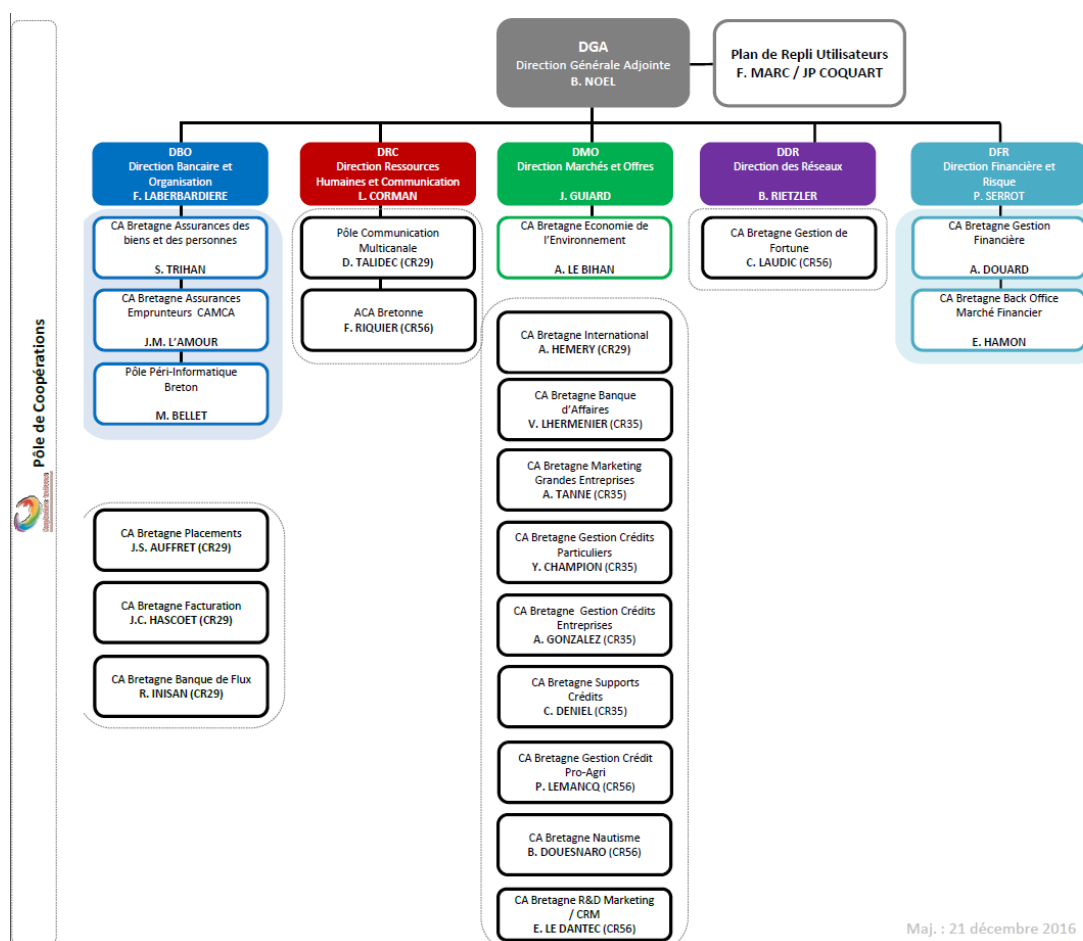 Pôle de Coopérations
DGA
Direction Générale Adjointe
B. NOEL
Plan de Repli Utilisateurs
F. MARC / JP COQUART
DBO
Direction Bancaire et
Organisation
F. LABERBARDIERE
DRC
Direction Ressources
Humaines et Communication
L. CORMAN
DMO
Direction Marchés et Offres
J. GUIARD
DDR
Direction des Réseaux
B. RIETZLER
DFR
Direction Financière et
Risque
P. SERROT
CA Bretagne Assurances des
biens et des personnes
S. TRIHAN
CA Bretagne Assurances
Emprunteurs CAMCA
J.M. L'AMOUR
Pôle Péri-Informatique
Breton
M. BELLET
CA Bretagne Placements
J.S. AUFFRET (CR29)
CA Bretagne Facturation
J.C. HASCOET (CR29)
CA Bretagne Banque de Flux
R. INISAN (CR29)
Pôle Communication
Multicanale
D. TALIDEC (CR29)
ACA Bretonne
F. RIQUIER (CR56)
CA Bretagne Economie de
l'Environnement
A. LE BIHAN
CA Bretagne International
A. HEMERY (CR29)
CA Bretagne Banque
d'Affaires
V. LHERMENIER (CR35)
CA Bretagne Marketing
Grandes Entreprises
A. TANNE (CR35)
CA Bretagne Gestion Crédits
Particuliers
Y. CHAMPION (CR35)
CA Bretagne Gestion Crédits
Entreprises
A. GONZALEZ (CR35)
CA Bretagne Supports
Crédits
C. DENIEL (CR35)
CA Bretagne Gestion Crédit
Pro-Agri
P. LEMANCQ (CR56)
CA Bretagne Nautisme
B. DOUESNARO (CR56)
CA Bretagne R&D Marketing
/ CRM
E. LE DANTEC (CR56)
CA Bretagne Gestion de
Fortune
C. LAUDIC (CR56)
CA Bretagne Gestion
Financière
A. DOUARD
CA Bretagne Back Office
Marché Financier
E. HAMON
Maj. : 21 décembre 2016